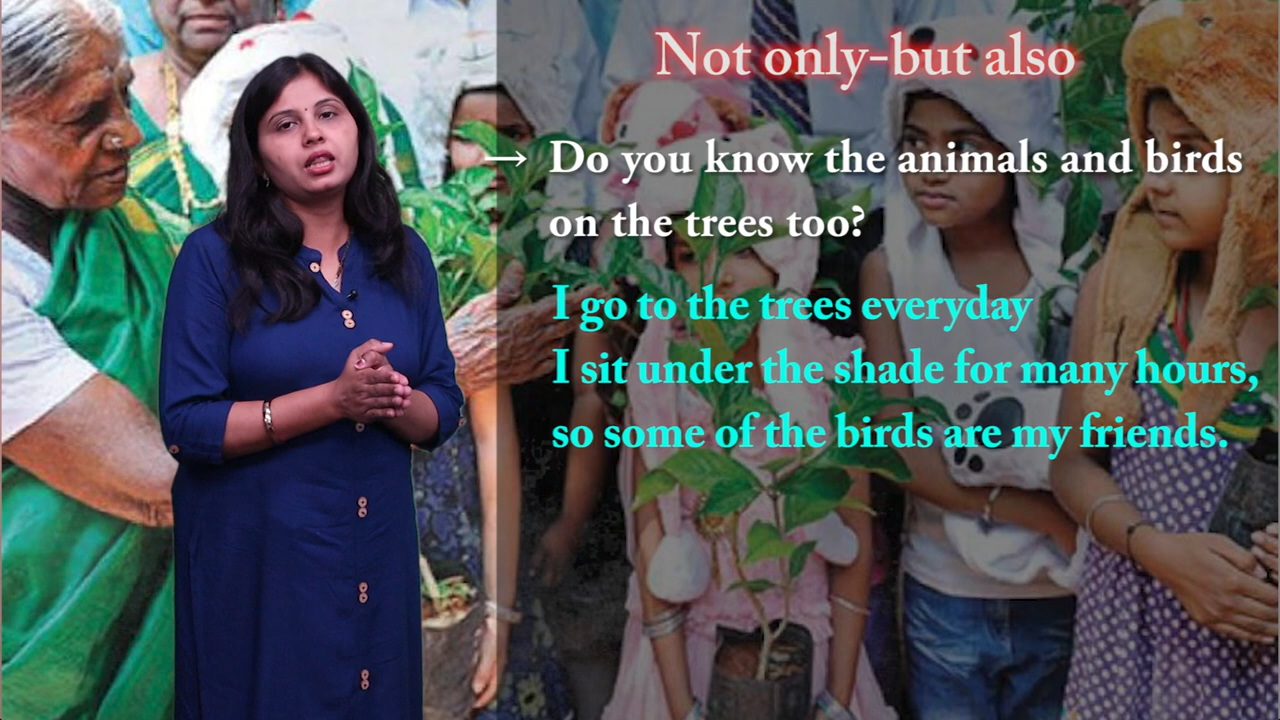 Not only-but also
→ Do you know the animals and birds
on the trees too?
I go to the trees everyday
I sit under the shade for many hours,
so some of the birds are my friends.